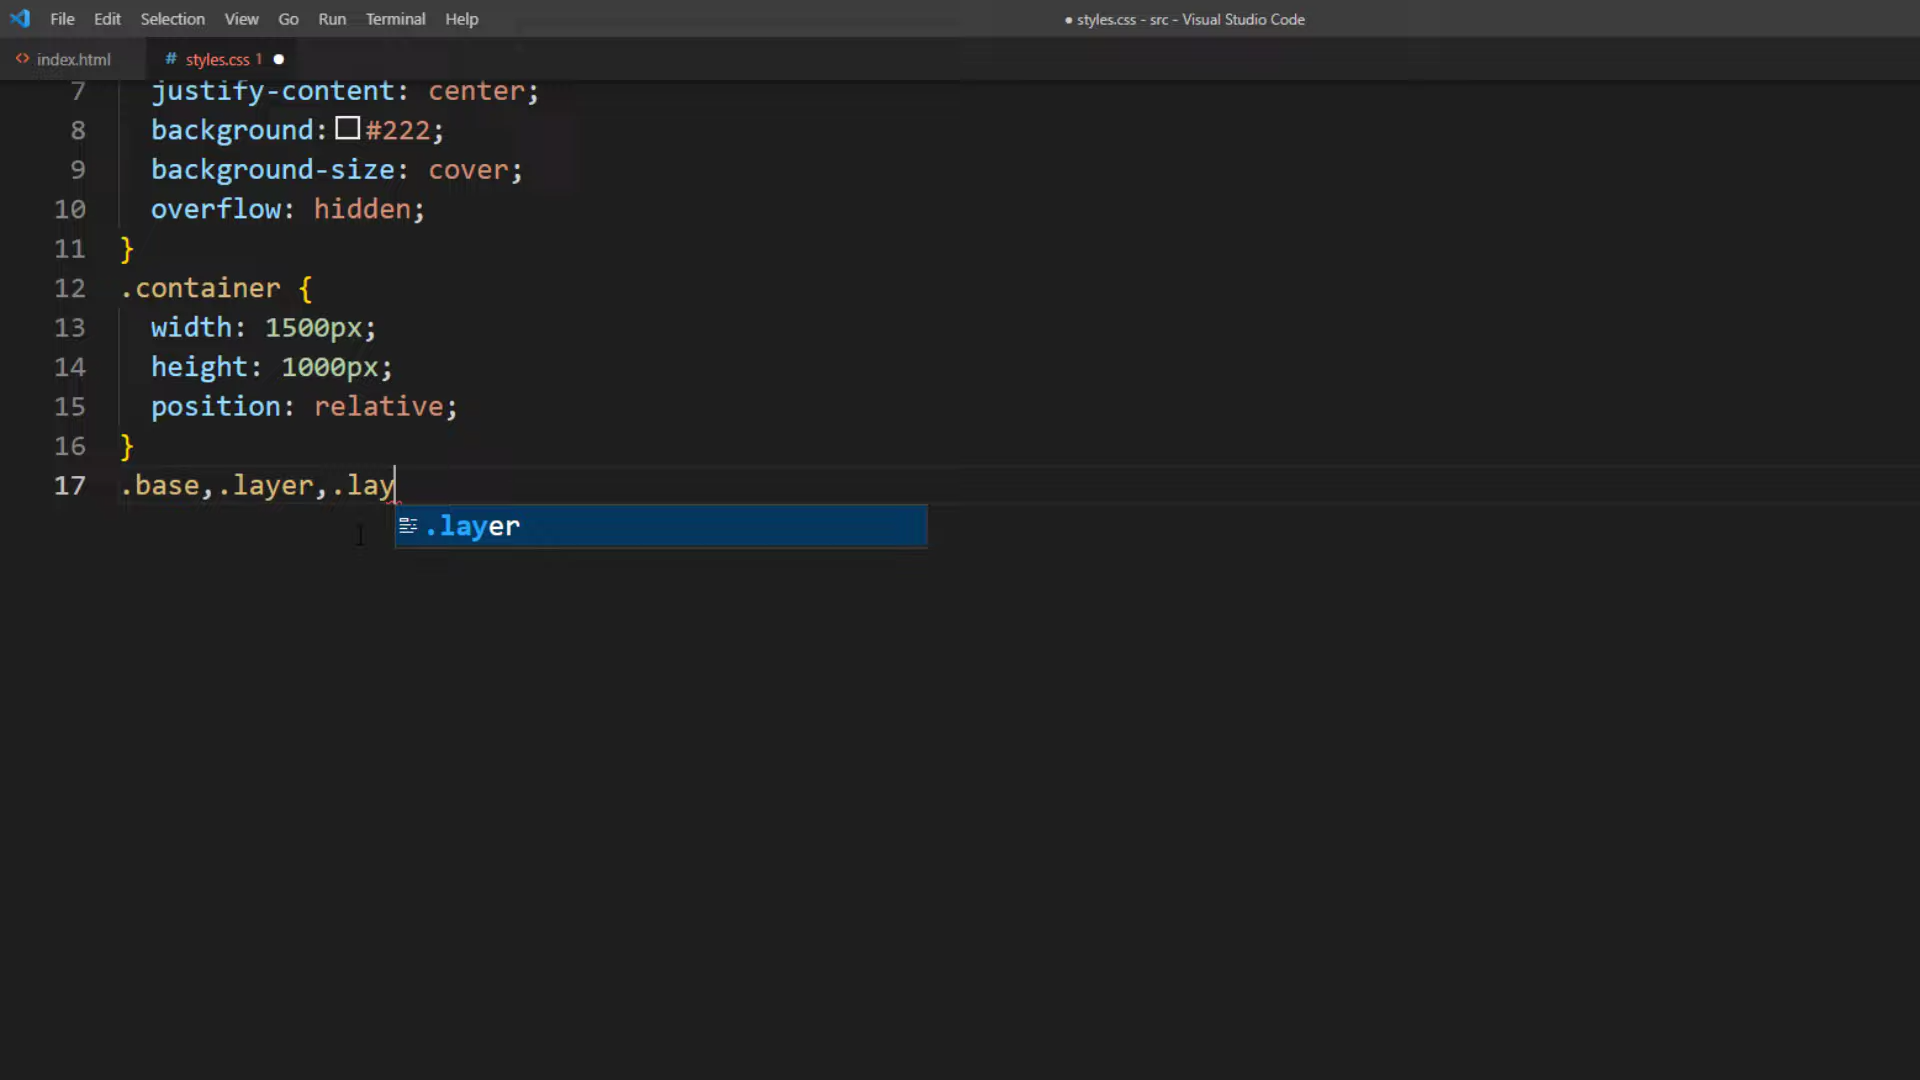 File Edit Selection View Go Run Terminal Help
● styles.css - src - Visual Studio Code
<> index.html # styles.css 1 ●
7 justify-content: center;
8 background: #222;
9 background-size: cover;
10 overflow: hidden;
11 }
12 .container {
13 width: 1500px;
14 height: 1000px;
15 position: relative;
16 }
17 .base,.layer,.lay
.layer